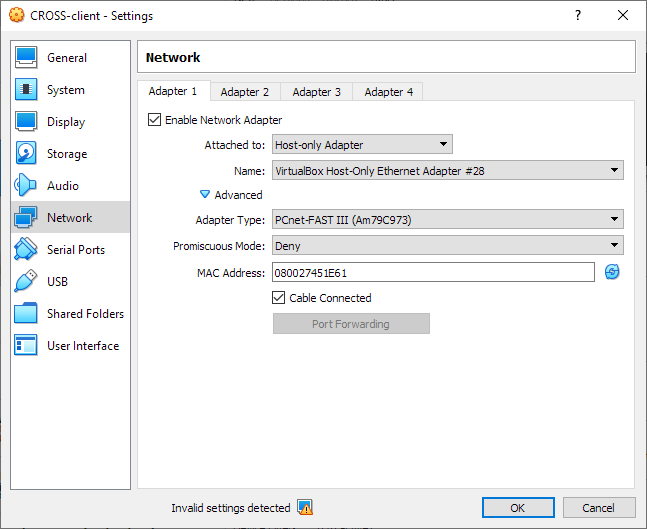 CROSS-client - Settings
?
General
System
Display
Storage
Audio
Network
Serial Ports
USB
Shared Folders
User Interface
Network
Adapter 1 Adapter 2 Adapter 3 Adapter 4
Enable Network Adapter
Attached to: Host-only Adapter
Name: VirtualBox Host-Only Ethernet Adapter #28
Advanced
Adapter Type: PCnet-FAST III (Am79C973)
Promiscuous Mode: Deny
MAC Address: 080027451E61
Cable Connected
Port Forwarding
Invalid settings detected
OK Cancel